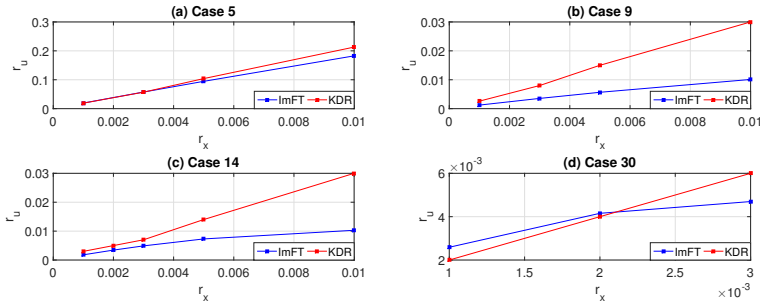 (a) Case 5
0.3
0.2
0.1
0
r_u
0 0.002 0.004 0.006 0.008 0.01
r_x
ImFT KDR
(b) Case 9
0.03
0.02
0.01
0
r_u
0 0.002 0.004 0.006 0.008 0.01
r_x
ImFT KDR
(c) Case 14
0.03
0.02
0.01
0
r_u
0 0.002 0.004 0.006 0.008 0.01
r_x
ImFT KDR
(d) Case 30
×10^-3
6
4
2
r_u
1 1.5 2 2.5 3
r_x
×10^-3
ImFT KDR